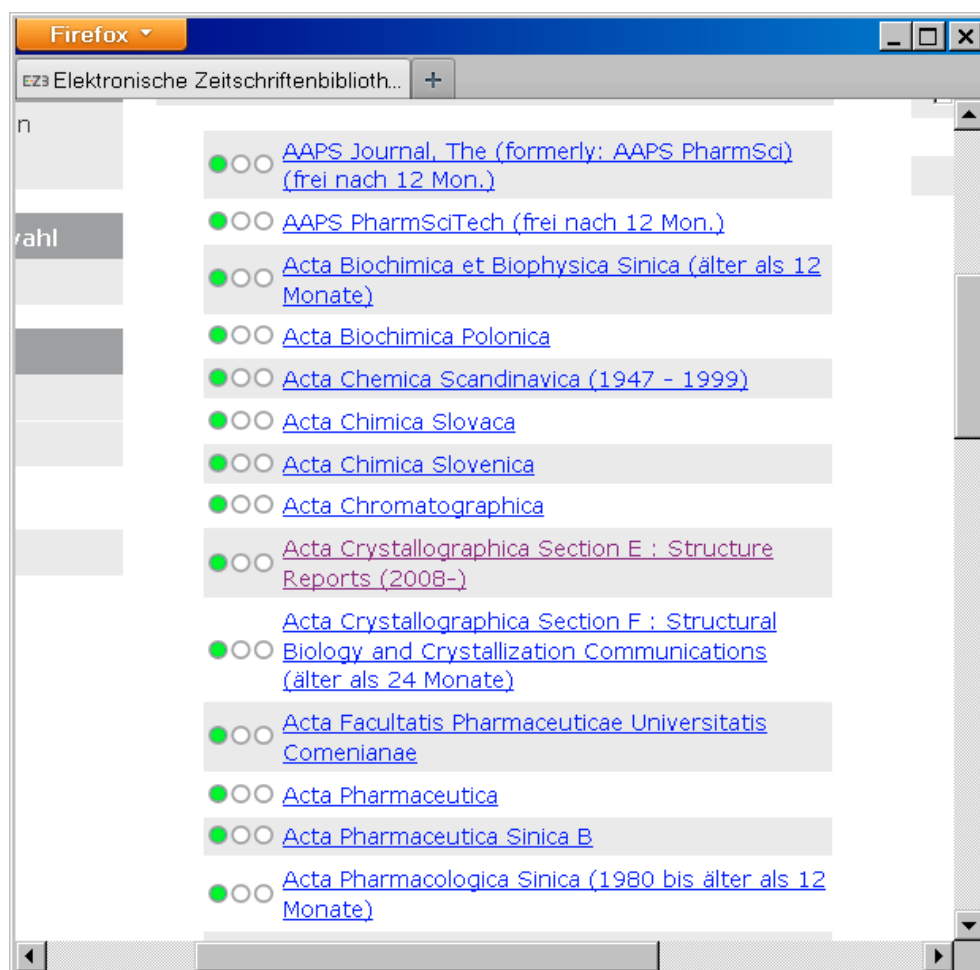 Firefox
EZB Elektronische Zeitschriftenbiblioth...
+
n
vahl
AAPS Journal, The (formerly: AAPS PharmSci)
(frei nach 12 Mon.)
AAPS PharmSciTech (frei nach 12 Mon.)
Acta Biochimica et Biophysica Sinica (älter als 12
Monate)
Acta Biochimica Polonica
Acta Chemica Scandinavica (1947 - 1999)
Acta Chimica Slovaca
Acta Chimica Slovenica
Acta Chromatographica
Acta Crystallographica Section E : Structure
Reports (2008-)
Acta Crystallographica Section F : Structural
Biology and Crystallization Communications
(älter als 24 Monate)
Acta Facultatis Pharmaceuticae Universitatis
Comenianae
Acta Pharmaceutica
Acta Pharmaceutica Sinica B
Acta Pharmacologica Sinica (1980 bis älter als 12
Monate)